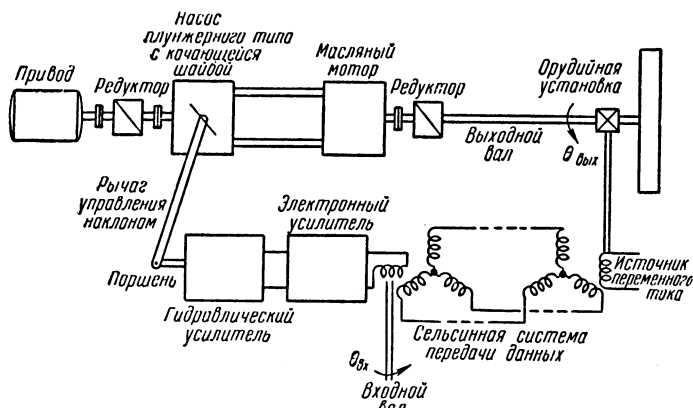 Насос
плунжерного типа
с качающейся
шайбой
Привод
Редуктор
Масляный
мотор
Редуктор
Орудийная
установка
Выходной
вал
θвых
Рычаг
управления
наклоном
Электронный
усилитель
Поршень
Гидравлический
усилитель
Источник
переменного
тока
Сельсинная система
передачи данных
θвх
Входной
вал